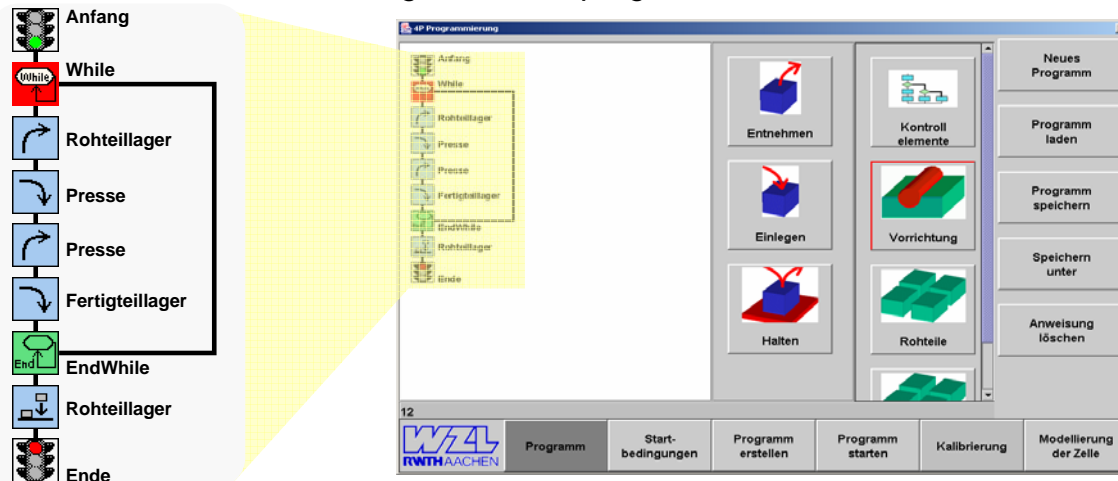 Anfang
While
While
Rohteillager
Presse
Presse
Fertigteillager
End
EndWhile
Rohteillager
Ende
4P Programmierung
Anfang
While
Rohteillager
Presse
Presse
Fertigteillager
EndWhile
Rohteillager
Ende
Entnehmen
Einlegen
Halten
Kontroll
elemente
Vorrichtung
Rohteile
Neues
Programm
Programm
laden
Programm
speichern
Speichern
unter
Anweisung
löschen
12
WZL
RWTH AACHEN
Programm
Start-
bedingungen
Programm
erstellen
Programm
starten
Kalibrierung
Modellierung
der Zelle